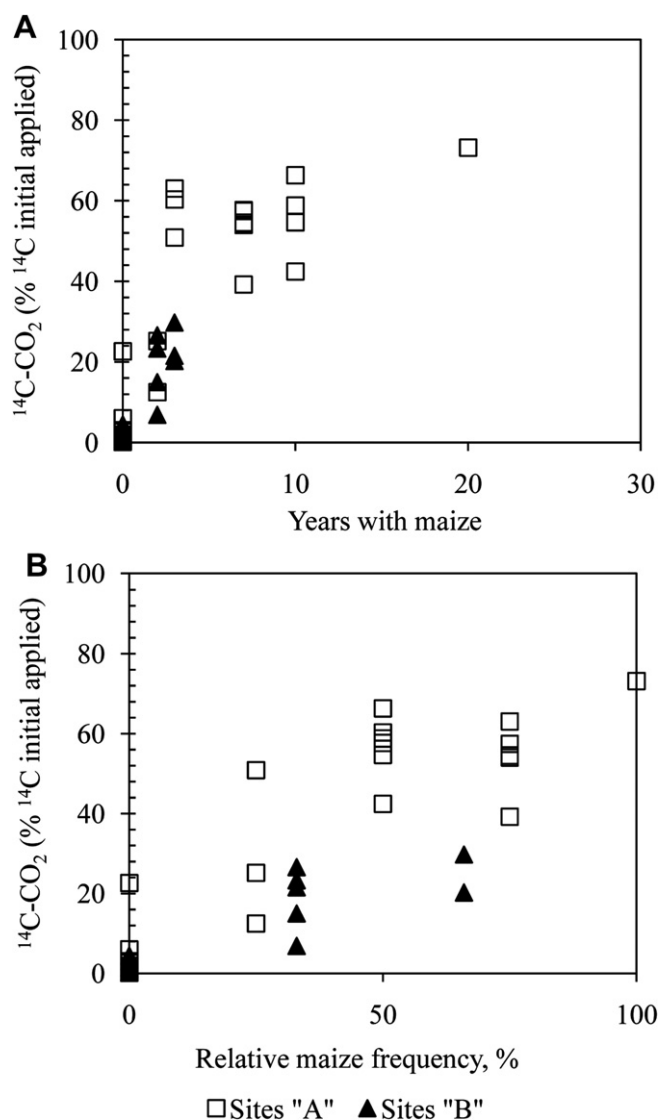 A
100
80
60
40
20
0
¹⁴C-CO₂ (% ¹⁴C initial applied)
0 10 20 30
Years with maize
B
100
80
60
40
20
0
¹⁴C-CO₂ (% ¹⁴C initial applied)
0 50 100
Relative maize frequency, %
Sites "A" Sites "B"